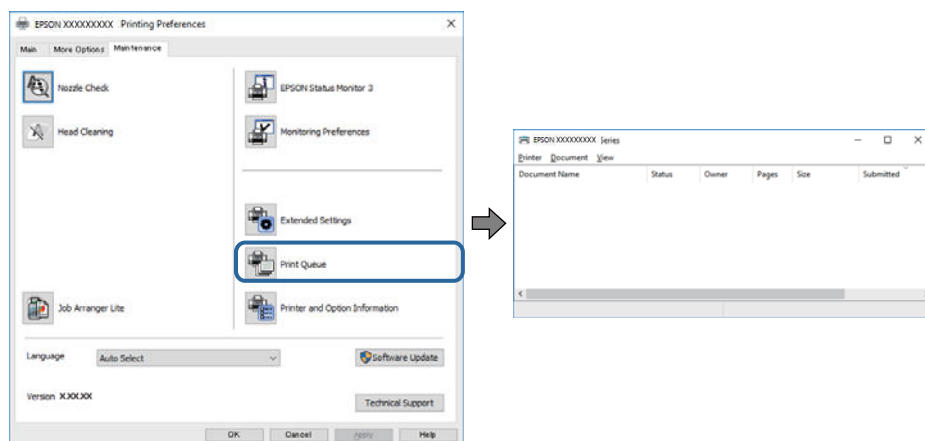 EPSON XXXXXXXXX Printing Preferences
Main More Options Maintenance
Nozzle Check
EPSON Status Monitor 3
Head Cleaning
Monitoring Preferences
Extended Settings
Print Queue
Job Arranger Lite
Printer and Option Information
Language Auto Select Software Update
Version X.XX.XX
Technical Support
OK Cancel Apply Help
EPSON XXXXXXXXX Series
Printer Document View
Document Name Status Owner Pages Size Submitted